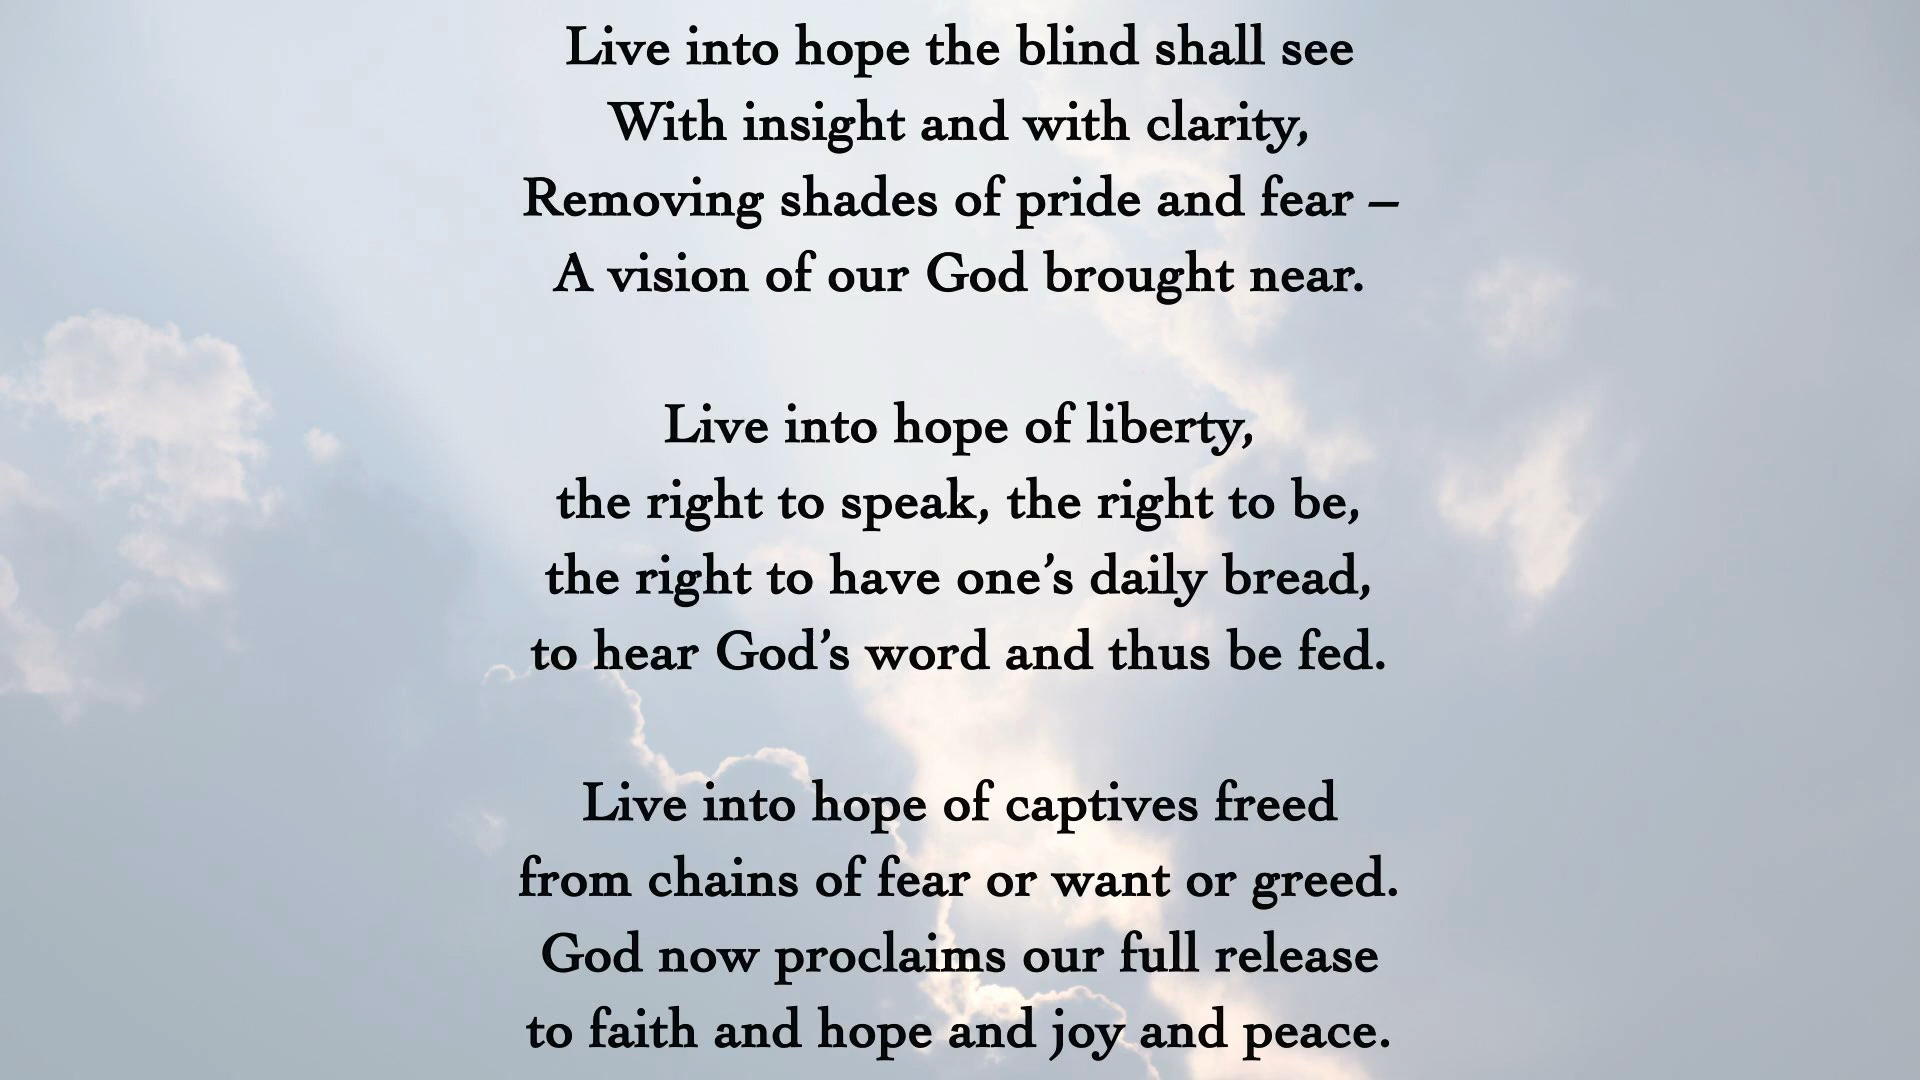 Live into hope the blind shall see
With insight and with clarity,
Removing shades of pride and fear –
A vision of our God brought near.
Live into hope of liberty,
the right to speak, the right to be,
the right to have one’s daily bread,
to hear God’s word and thus be fed.
Live into hope of captives freed
from chains of fear or want or greed.
God now proclaims our full release
to faith and hope and joy and peace.